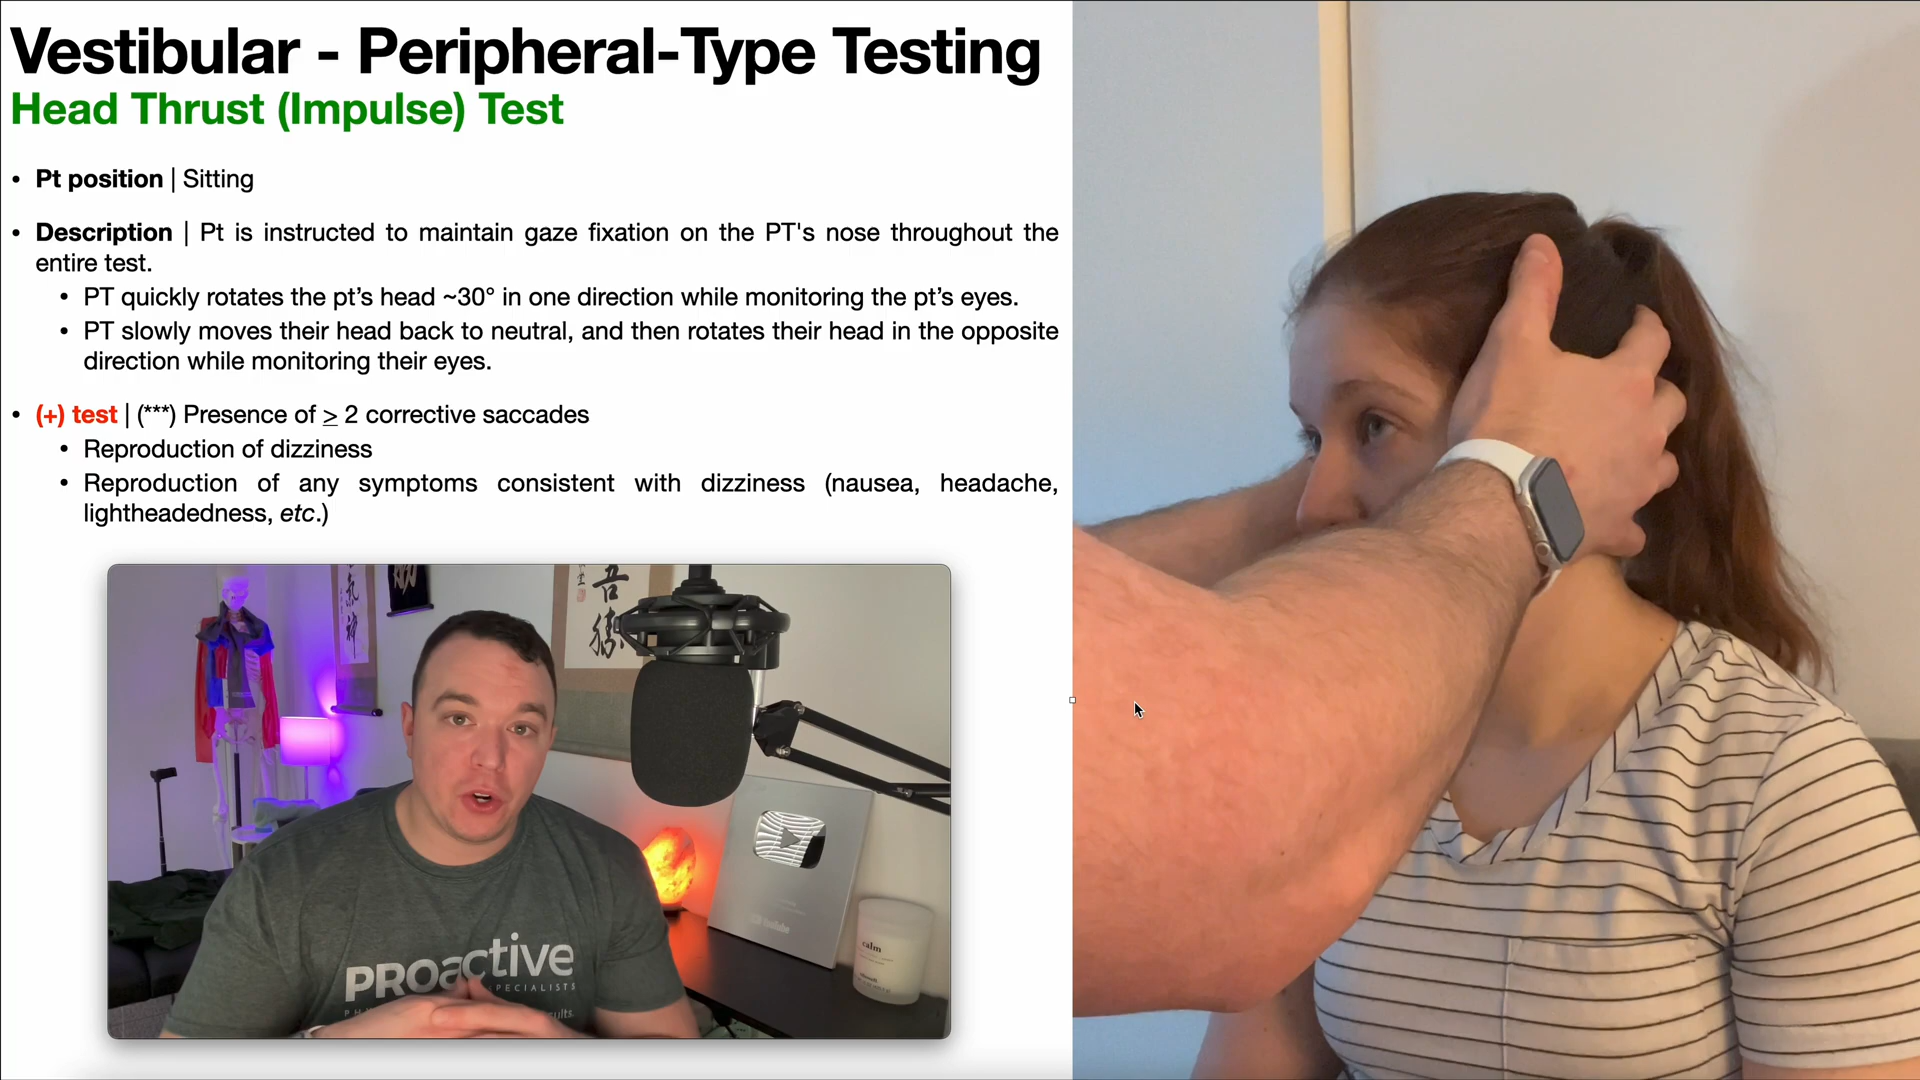 Vestibular - Peripheral-Type Testing
Head Thrust (Impulse) Test
• Pt position | Sitting
• Description | Pt is instructed to maintain gaze fixation on the PT's nose throughout the
entire test.
• PT quickly rotates the pt’s head ~30° in one direction while monitoring the pt’s eyes.
• PT slowly moves their head back to neutral, and then rotates their head in the opposite
direction while monitoring their eyes.
• (+) test | (***) Presence of ≥ 2 corrective saccades
• Reproduction of dizziness
• Reproduction of any symptoms consistent with dizziness (nausea, headache,
lightheadedness, etc.)
吾
氣
神
YouTube
calm
PROactive
SPECIALISTS